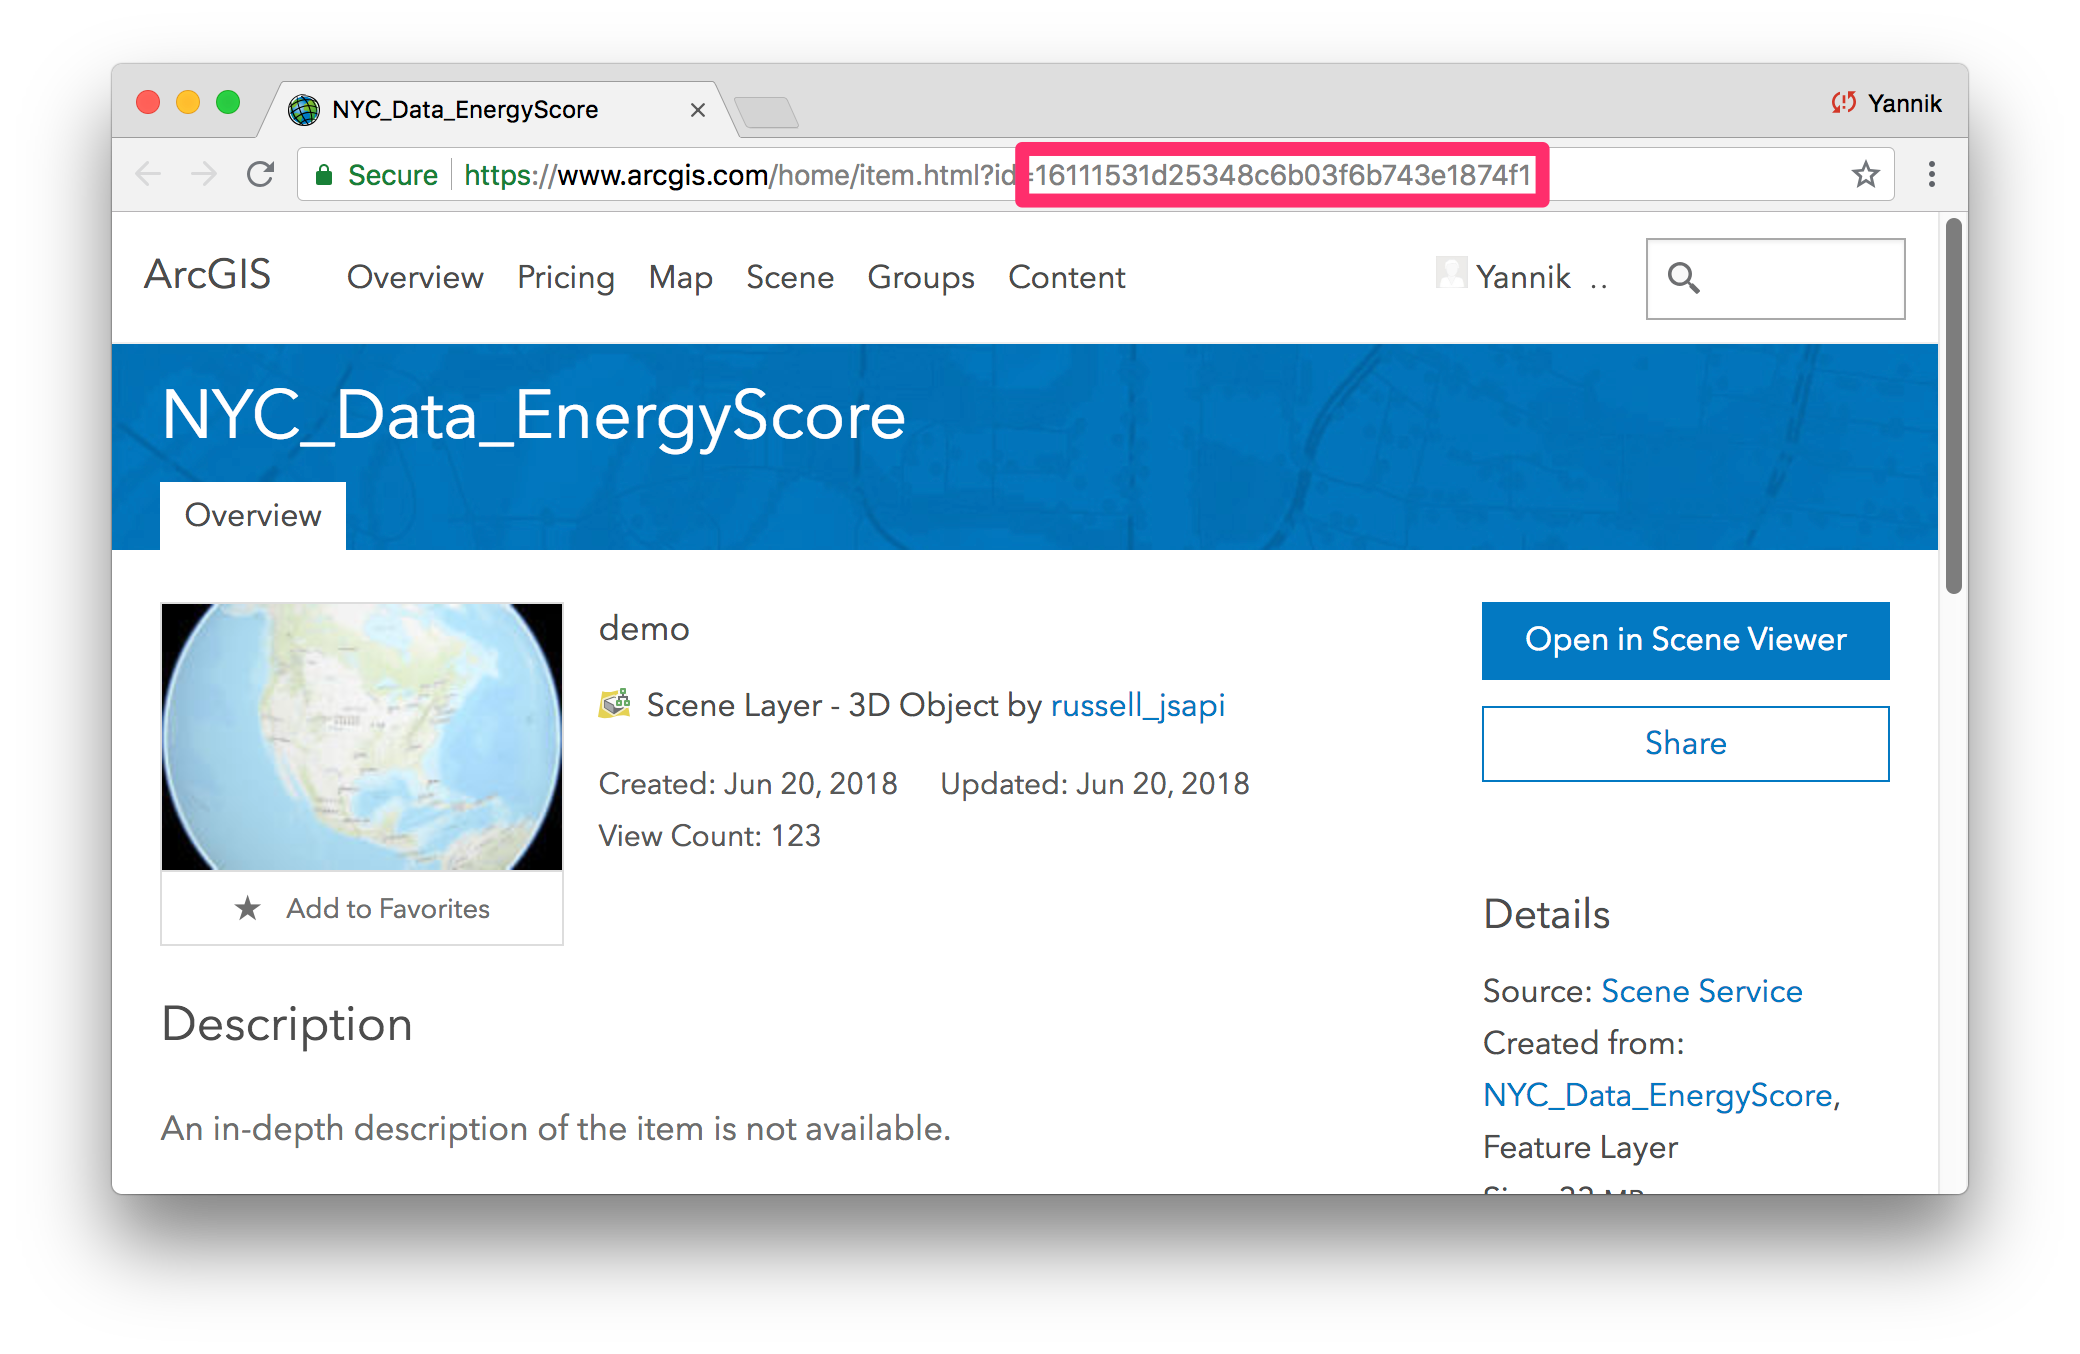 NYC_Data_EnergyScore
Yannik
Secure https://www.arcgis.com/home/item.html?id=16111531d25348c6b03f6b743e1874f1
ArcGIS Overview Pricing Map Scene Groups Content Yannik ..
NYC_Data_EnergyScore
Overview
demo
Scene Layer - 3D Object by russell_jsapi
Created: Jun 20, 2018 Updated: Jun 20, 2018
View Count: 123
Add to Favorites
Open in Scene Viewer
Share
Description
An in-depth description of the item is not available.
Details
Source: Scene Service
Created from:
NYC_Data_EnergyScore,
Feature Layer